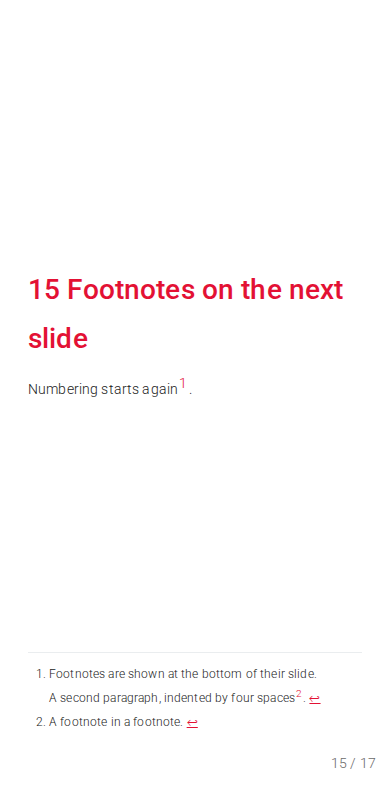 15 Footnotes on the next
slide
Numbering starts again1.
1. Footnotes are shown at the bottom of their slide.
A second paragraph, indented by four spaces2. ↩
2. A footnote in a footnote. ↩
15 / 17